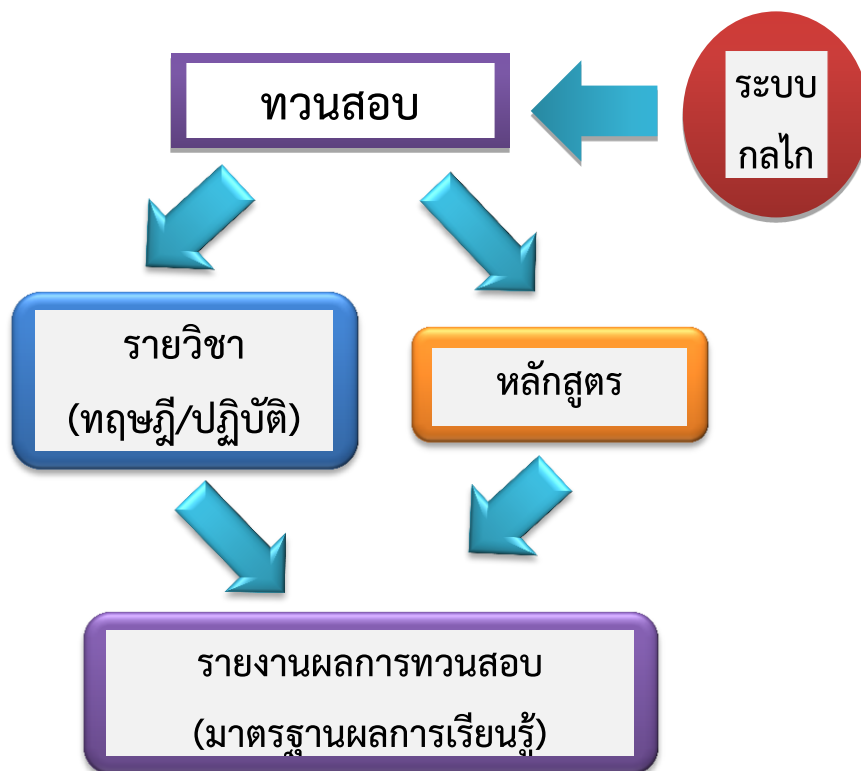 ทวนสอบ
ระบบ
กลไก
รายวิชา
(ทฤษฎี/ปฏิบัติ)
หลักสูตร
รายงานผลการทวนสอบ
(มาตรฐานผลการเรียนรู้)